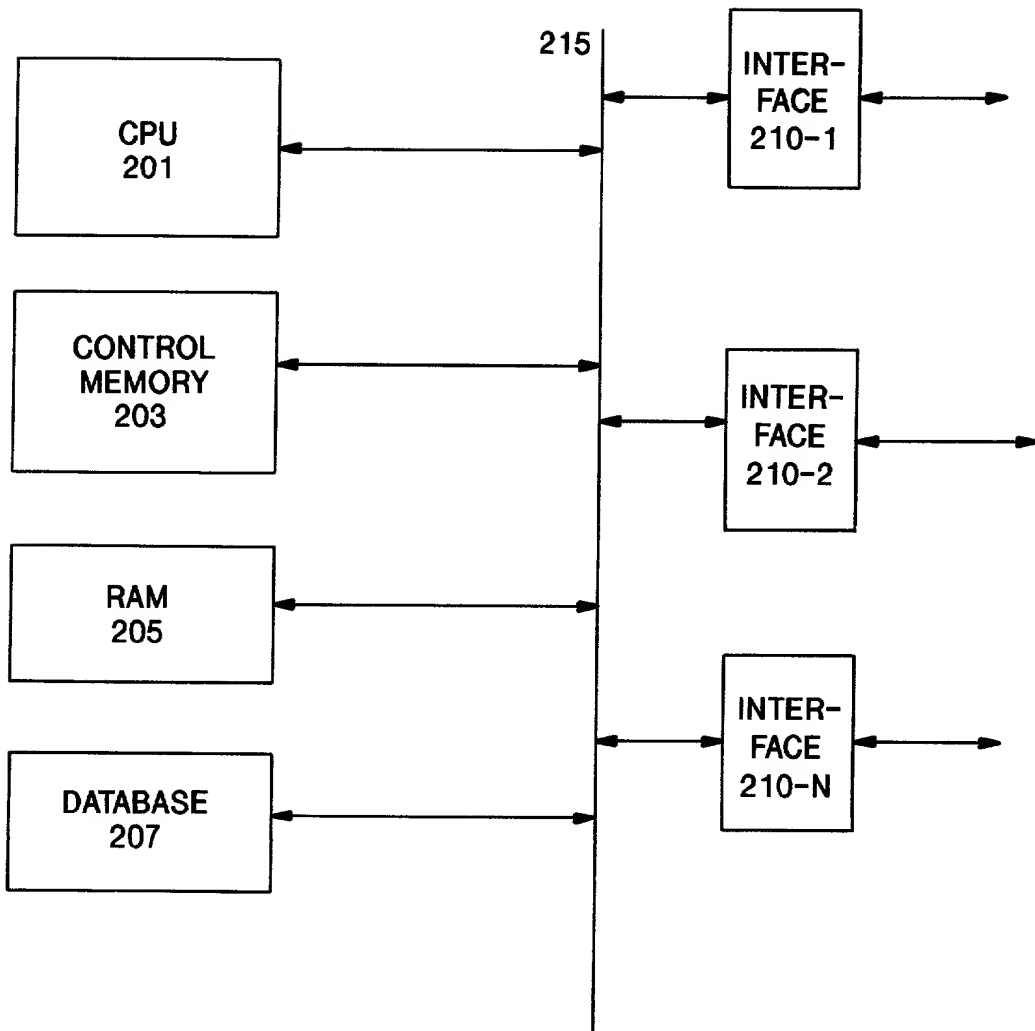 215
CPU
201
CONTROL
MEMORY
203
RAM
205
DATABASE
207
INTER-
FACE
210-1
INTER-
FACE
210-2
INTER-
FACE
210-N